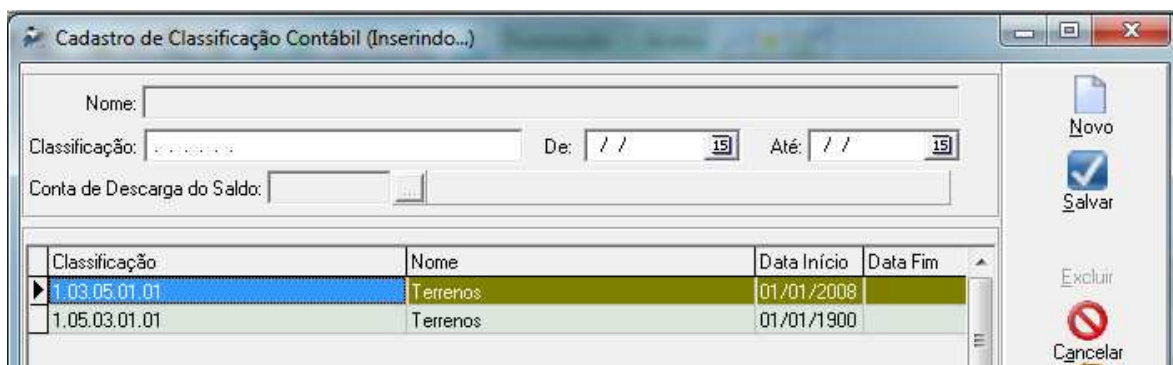 Cadastro de Classificação Contábil (Inserindo...)
Nome:
Novo
Classificação: . . . . . . De: / / 15 Até: / / 15
Conta de Descarga do Saldo: ...
Salvar
Classificação Nome Data Início Data Fim
Excluir
1.03.05.01.01 Terrenos 01/01/2008
1.05.03.01.01 Terrenos 01/01/1900
Cancelar